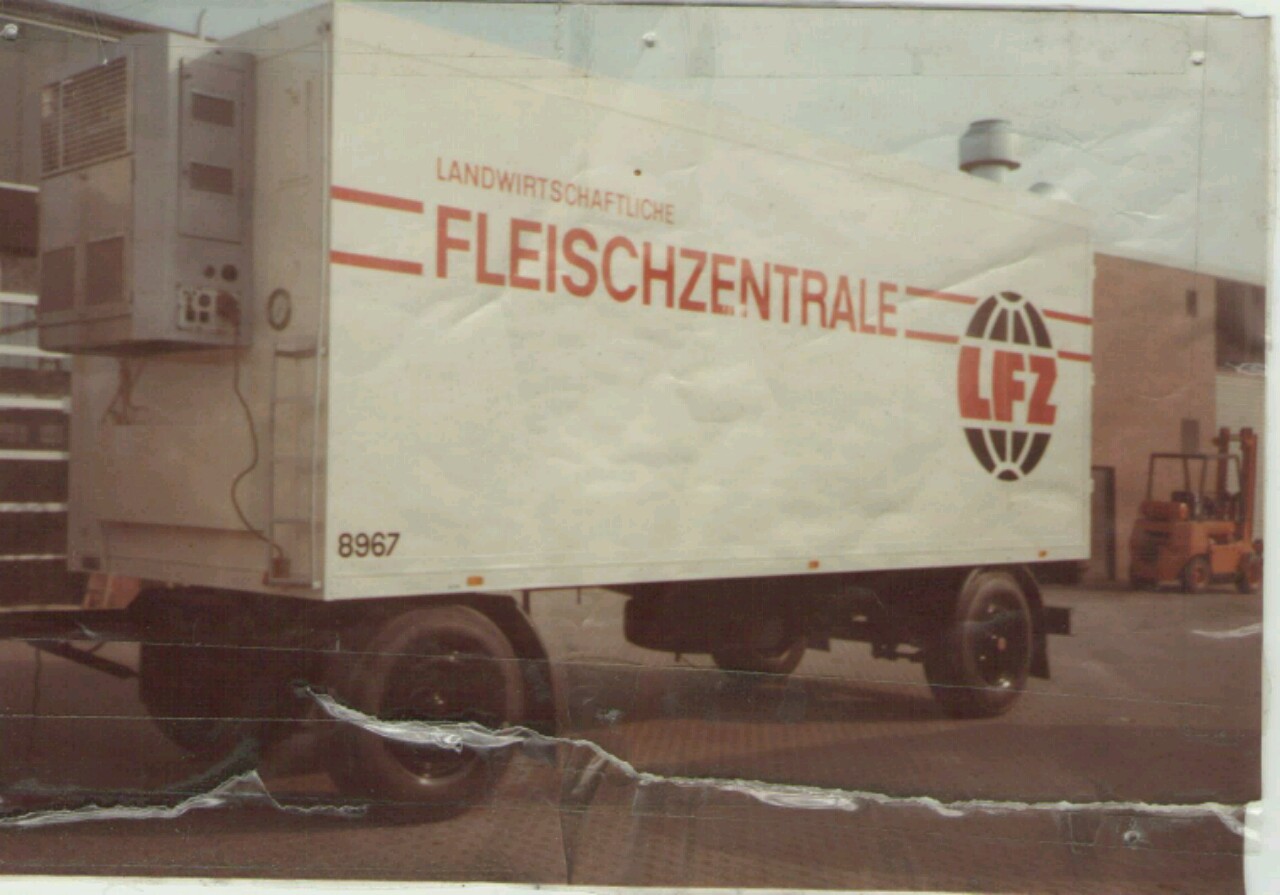 LANDWIRTSCHAFTLICHE
FLEISCHZENTRALE
LFZ
8967